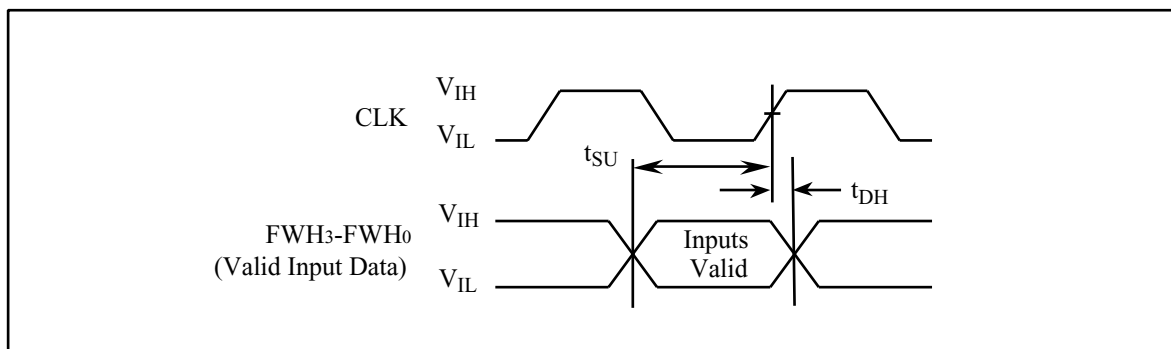 V_IH
CLK
V_IL
t_SU
t_DH
V_IH
FWH3-FWH0
(Valid Input Data)
Inputs
Valid
V_IL